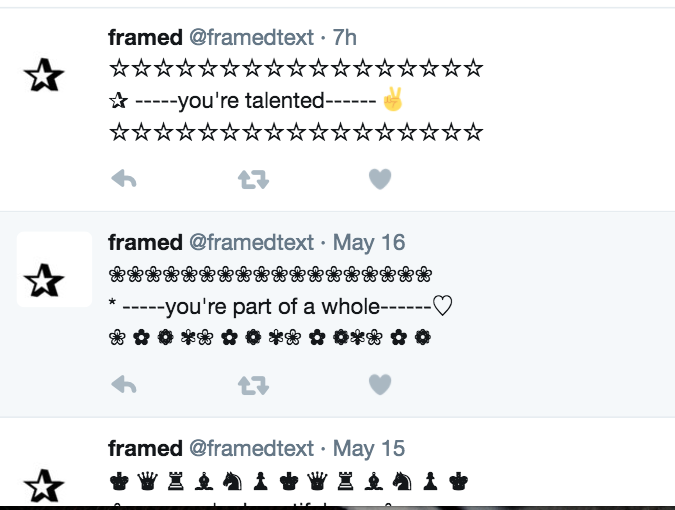 framed @framedtext · 7h
☆☆☆☆☆☆☆☆☆☆☆☆☆☆☆☆☆
✰ -----you're talented------ ✌
☆☆☆☆☆☆☆☆☆☆☆☆☆☆☆☆☆
framed @framedtext · May 16
❀❀❀❀❀❀❀❀❀❀❀❀❀❀❀❀❀❀
* -----you're part of a whole------♡
❀ ✿ ❁ ✾❀ ✿ ❁ ✾❀ ✿ ❁✾❀ ✿ ❁
framed @framedtext · May 15
♚ ♛ ♜ ♝ ♞ ♟ ♚ ♛ ♜ ♝ ♞ ♟ ♚